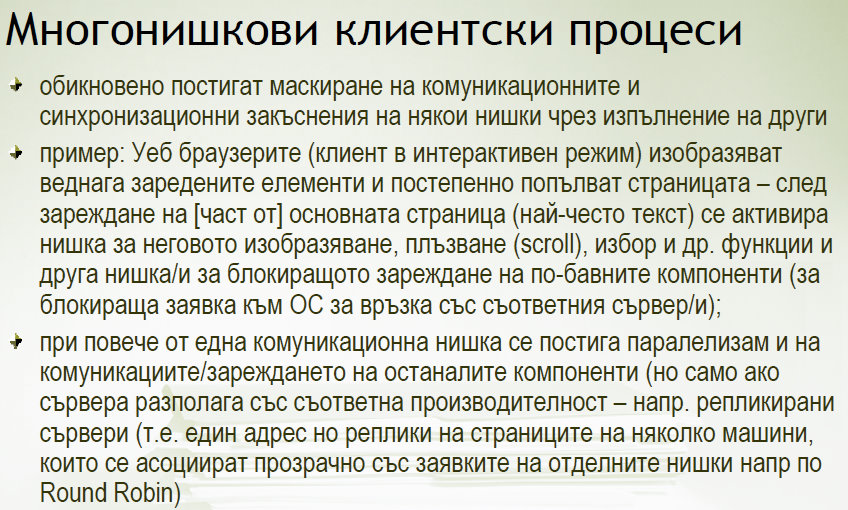 Многонишкови клиентски процеси
обикновено постигат маскиране на комуникационните и
синхронизационни закъснения на някои нишки чрез изпълнение на други
пример: Уеб браузерите (клиент в интерактивен режим) изобразяват
веднага заредените елементи и постепенно попълват страницата – след
зареждане на [част от] основната страница (най-често текст) се активира
нишка за неговото изобразяване, плъзване (scroll), избор и др. функции и
друга нишка/и за блокиращото зареждане на по-бавните компоненти (за
блокираща заявка към ОС за връзка със съответния сървер/и);
при повече от една комуникационна нишка се постига паралелизам и на
комуникациите/зареждането на останалите компоненти (но само ако
сървера разполага със съответна производителност – напр. репликирани
сървери (т.е. един адрес но реплики на страниците на няколко машини,
които се асоциират прозрачно със заявките на отделните нишки напр по
Round Robin)